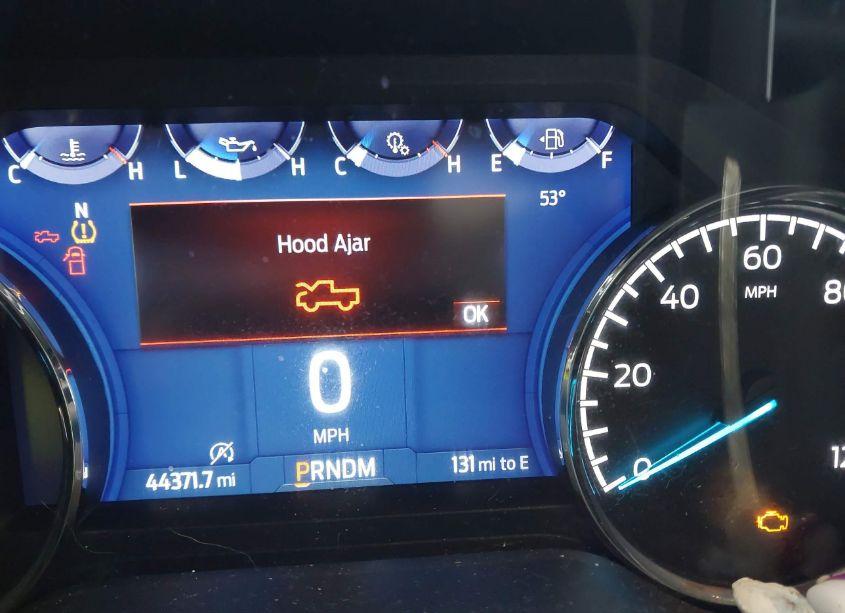 C H L H C H E F
N
53°
Hood Ajar
OK
0
MPH
44371.7 mi
PRNDM
131 mi to E
0
20
40
60
MPH